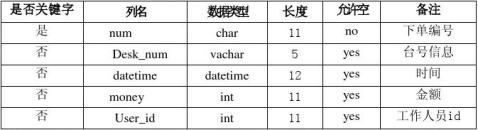 是否关键字 列名 数据类型 长度 允许空 备注
是 num char 11 no 下单编号
否 Desk_num vachar 5 yes 台号信息
否 datetime datetime 12 yes 时间
否 money int 11 yes 金额
否 User_id int 11 yes 工作人员id